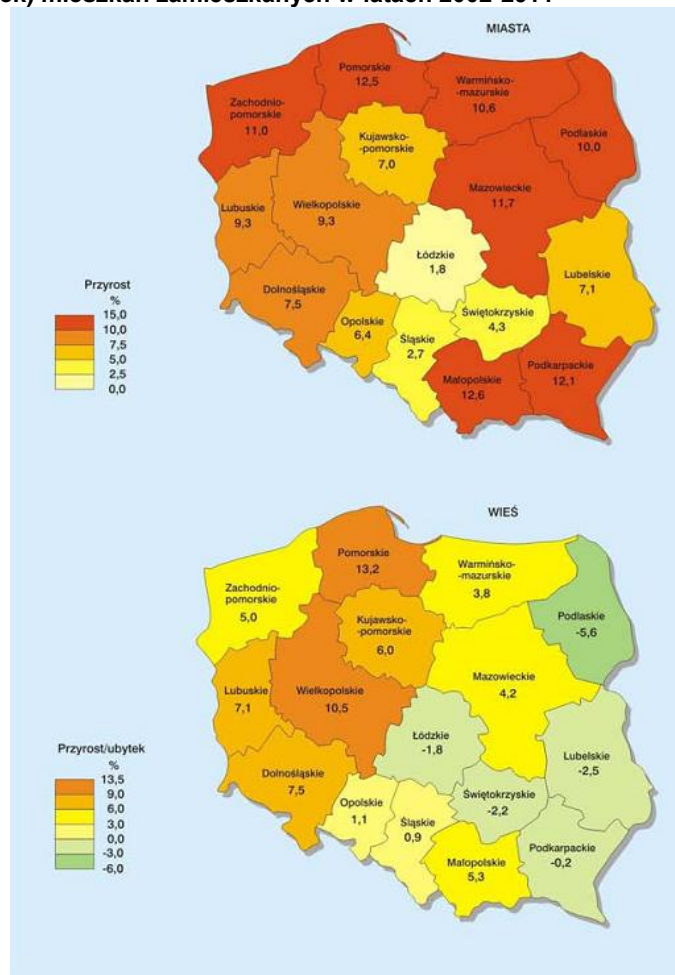 mieszkań zamieszkanych w latach 2002-2011
MIASTA
Pomorskie
12,5
Warmińsko-
-mazurskie
10,6
Zachodnio-
pomorskie
11,0
Podlaskie
10,0
Kujawsko-
-pomorskie
7,0
Mazowieckie
11,7
Lubuskie
9,3
Wielkopolskie
9,3
Łódzkie
1,8
Lubelskie
7,1
Dolnośląskie
7,5
Opolskie
6,4
Śląskie
2,7
Świętokrzyskie
4,3
Małopolskie
12,6
Podkarpackie
12,1
Przyrost
%
15,0
10,0
7,5
5,0
2,5
0,0
WIEŚ
Pomorskie
13,2
Warmińsko-
-mazurskie
3,8
Zachodnio-
pomorskie
5,0
Podlaskie
-5,6
Kujawsko-
-pomorskie
6,0
Mazowieckie
4,2
Lubuskie
7,1
Wielkopolskie
10,5
Łódzkie
-1,8
Lubelskie
-2,5
Dolnośląskie
7,5
Opolskie
1,1
Śląskie
0,9
Świętokrzyskie
-2,2
Małopolskie
5,3
Podkarpackie
-0,2
Przyrost/ubytek
%
13,5
9,0
6,0
3,0
0,0
-3,0
-6,0